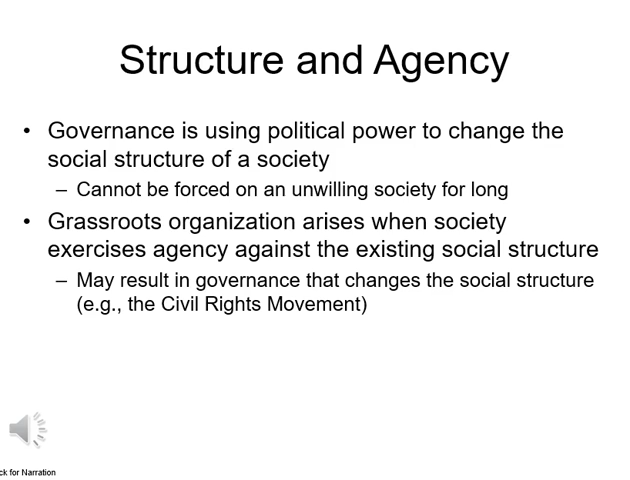 Structure and Agency
• Governance is using political power to change the
social structure of a society
– Cannot be forced on an unwilling society for long
• Grassroots organization arises when society
exercises agency against the existing social structure
– May result in governance that changes the social structure
(e.g., the Civil Rights Movement)
ck for Narration